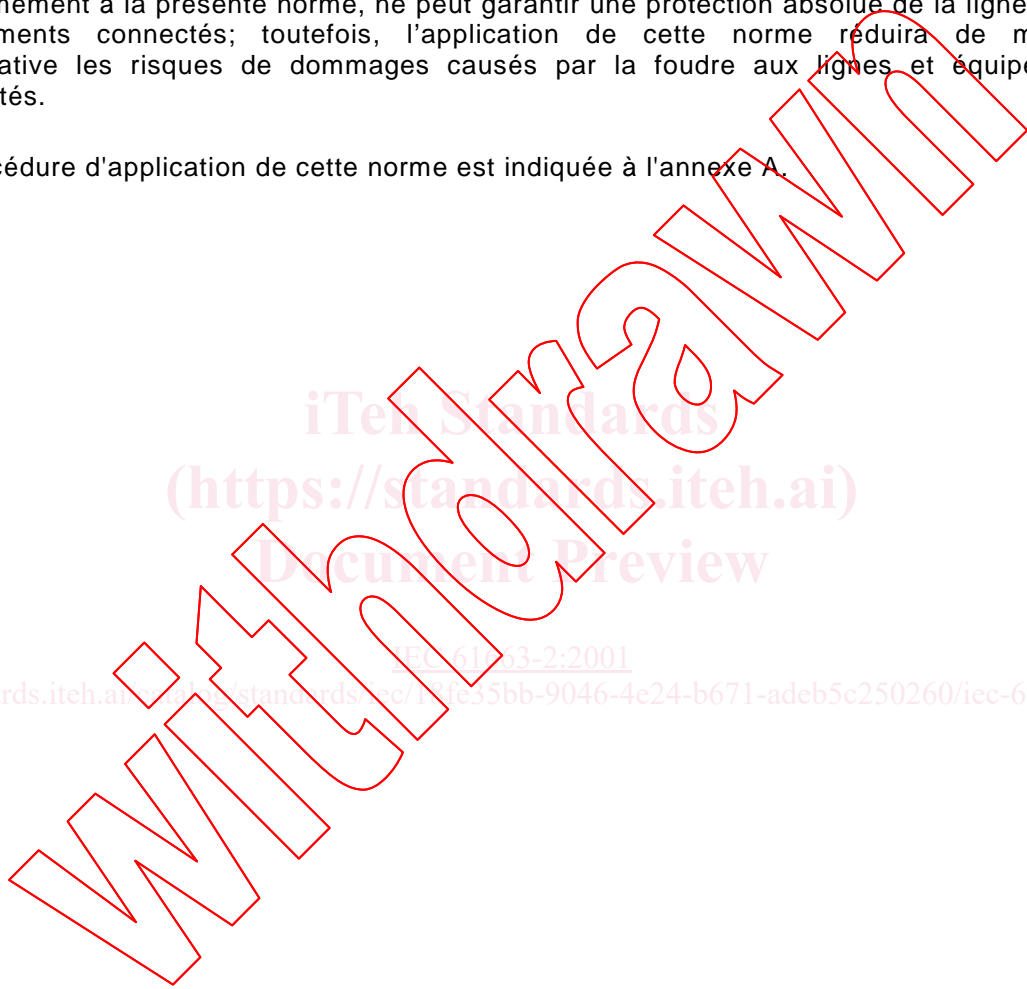 mément à la présente norme, ne peut garantir une protection absolue de la ligne
ments connectés; toutefois, l'application de cette norme réduira de m
ative les risques de dommages causés par la foudre aux lignes et équipe
tés.
cédure d'application de cette norme est indiquée à l'annexe A.
withdrawn
iTeh Standards
(https://standards.iteh.ai)
Document Preview
IEC 61663-2:2001
rds.iteh.ai/catalog/standards/iec/18fe35bb-9046-4e24-b671-adeb5c250260/iec-6